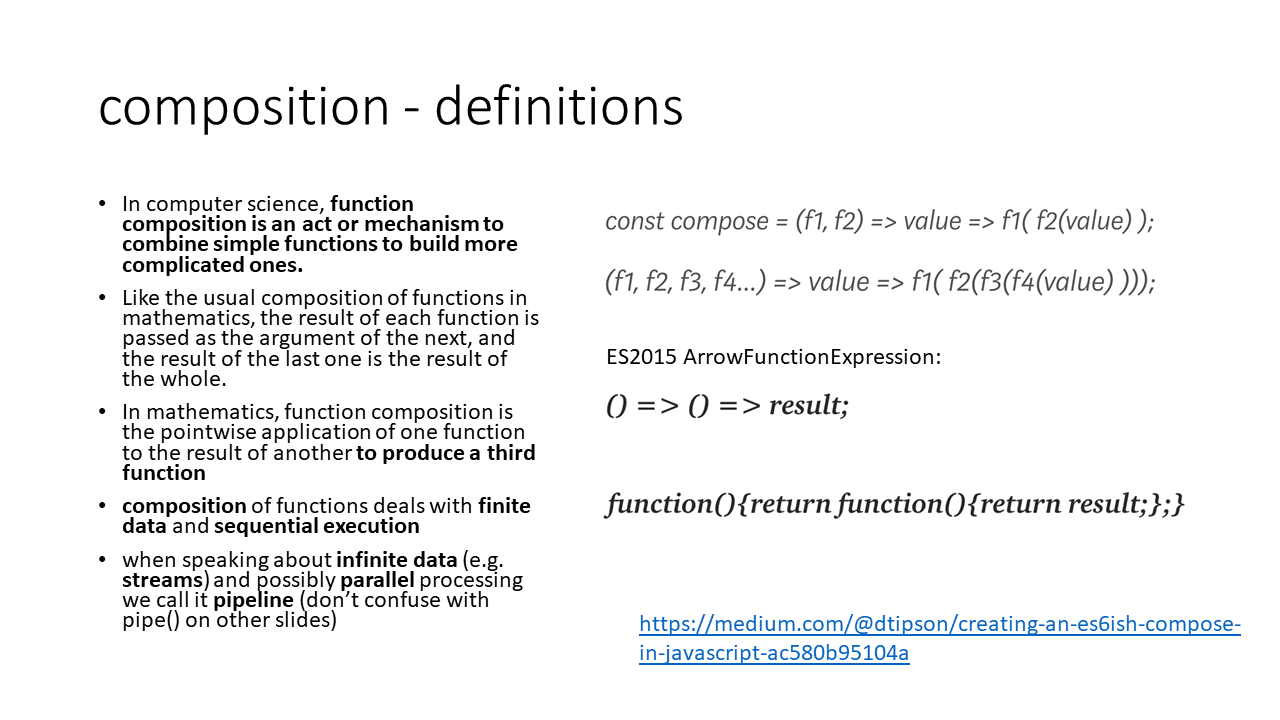 composition - definitions
• In computer science, function
composition is an act or mechanism to
combine simple functions to build more
complicated ones.
• Like the usual composition of functions in
mathematics, the result of each function is
passed as the argument of the next, and
the result of the last one is the result of
the whole.
• In mathematics, function composition is
the pointwise application of one function
to the result of another to produce a third
function
• composition of functions deals with finite
data and sequential execution
• when speaking about infinite data (e.g.
streams) and possibly parallel processing
we call it pipeline (don’t confuse with
pipe() on other slides)
const compose = (f1, f2) => value => f1( f2(value) );
(f1, f2, f3, f4…) => value => f1( f2(f3(f4(value) )));
ES2015 ArrowFunctionExpression:
() => () => result;
function(){return function(){return result;};}
https://medium.com/@dtipson/creating-an-es6ish-compose-
in-javascript-ac580b95104a